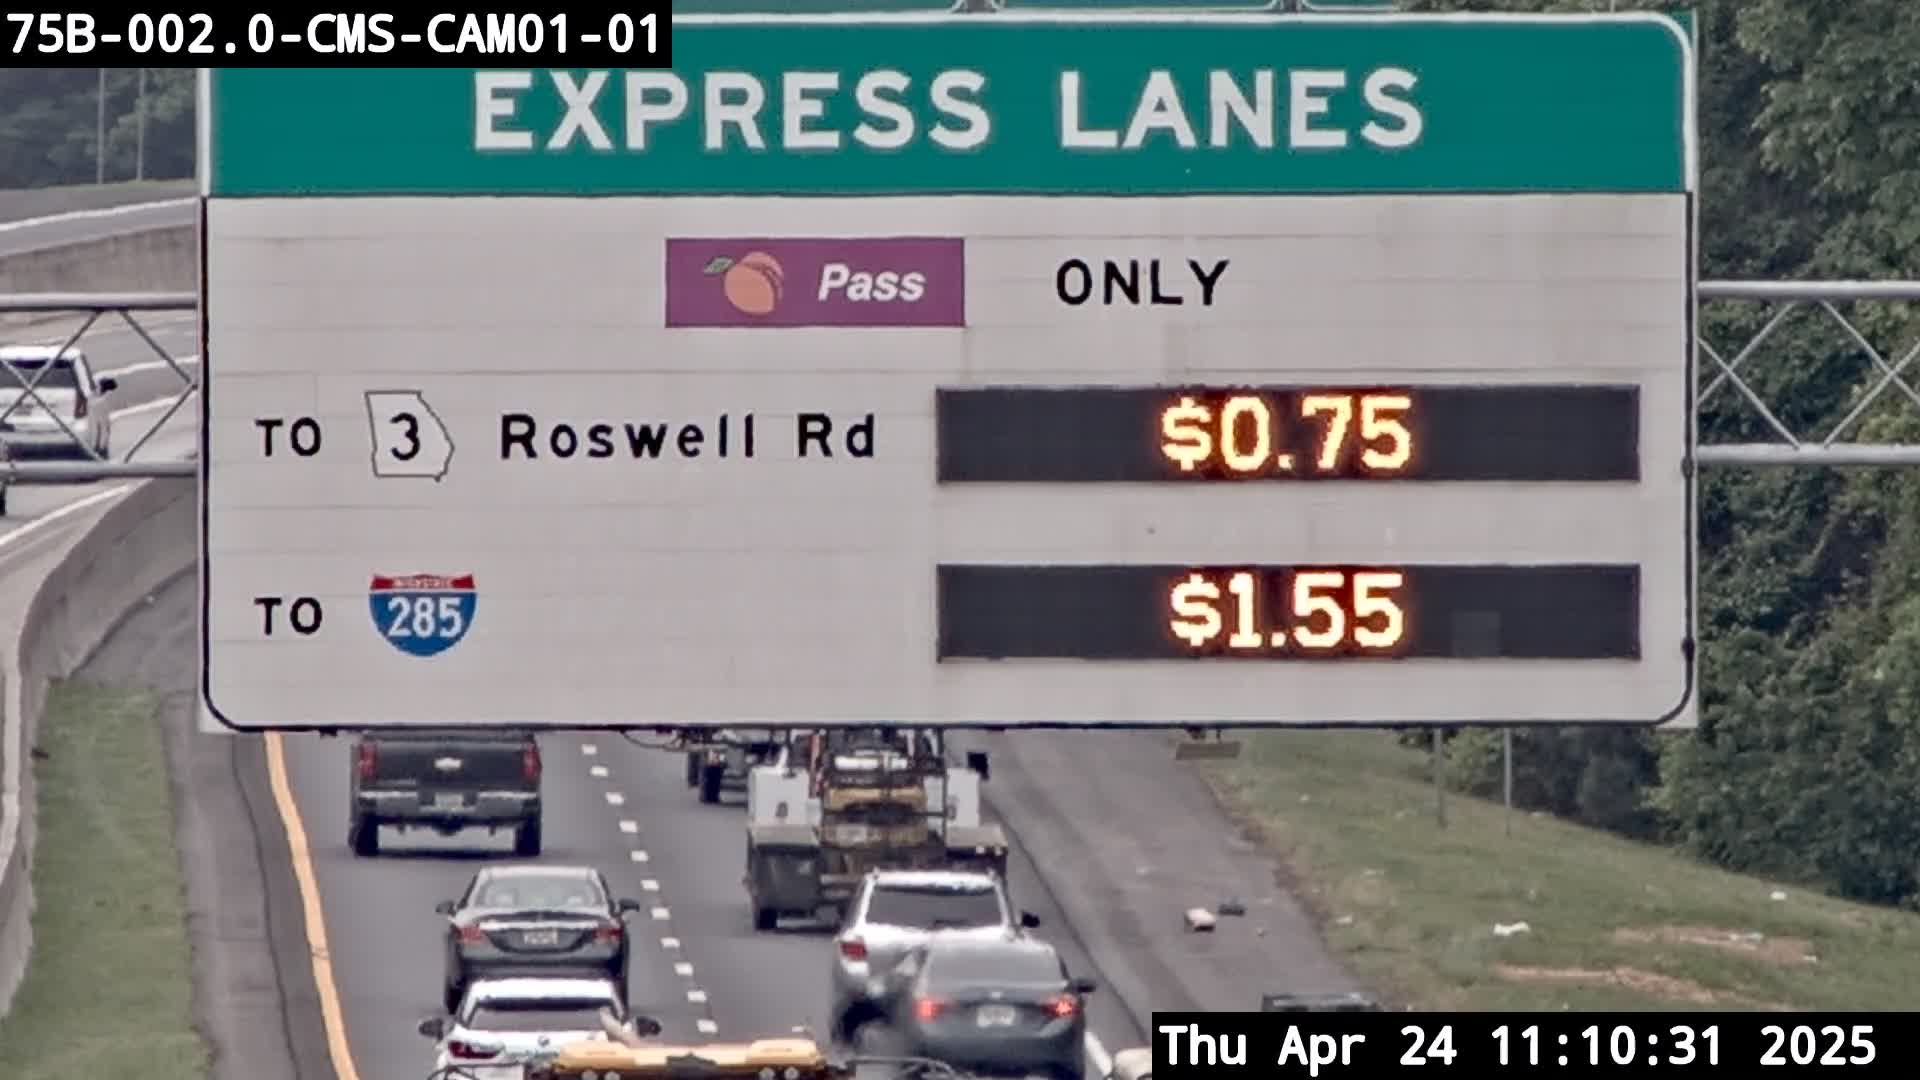 75B-002.0-CMS-CAM01-01
EXPRESS LANES
Pass ONLY
TO 3 Roswell Rd $0.75
INTERSTATE
TO 285 $1.55
Thu Apr 24 11:10:31 2025